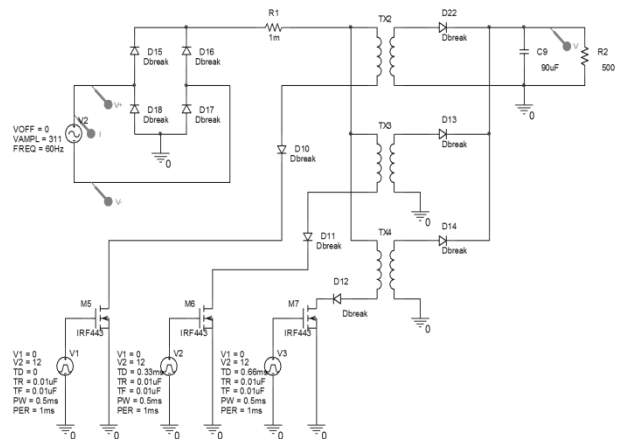 R1
1m
TX2
D22
Dbreak
D15
Dbreak
D16
Dbreak
D18
Dbreak
D17
Dbreak
0
V+
I
V-
V2
VOFF = 0
VAMPL = 311
FREQ = 60Hz
C9
90uF
V
R2
500
0
D10
Dbreak
TX3
D13
Dbreak
0
D11
Dbreak
TX4
D14
Dbreak
0
D12
Dbreak
M5
IRF443
M6
IRF443
M7
IRF443
V1
V1 = 0
V2 = 12
TD = 0
TR = 0.01uF
TF = 0.01uF
PW = 0.5ms
PER = 1ms
V2
V1 = 0
V2 = 12
TD = 0.33ms
TR = 0.01uF
TF = 0.01uF
PW = 0.5ms
PER = 1ms
V3
V1 = 0
V2 = 12
TD = 0.66ms
TR = 0.01uF
TF = 0.01uF
PW = 0.5ms
PER = 1ms
0
0
0
0
0
0